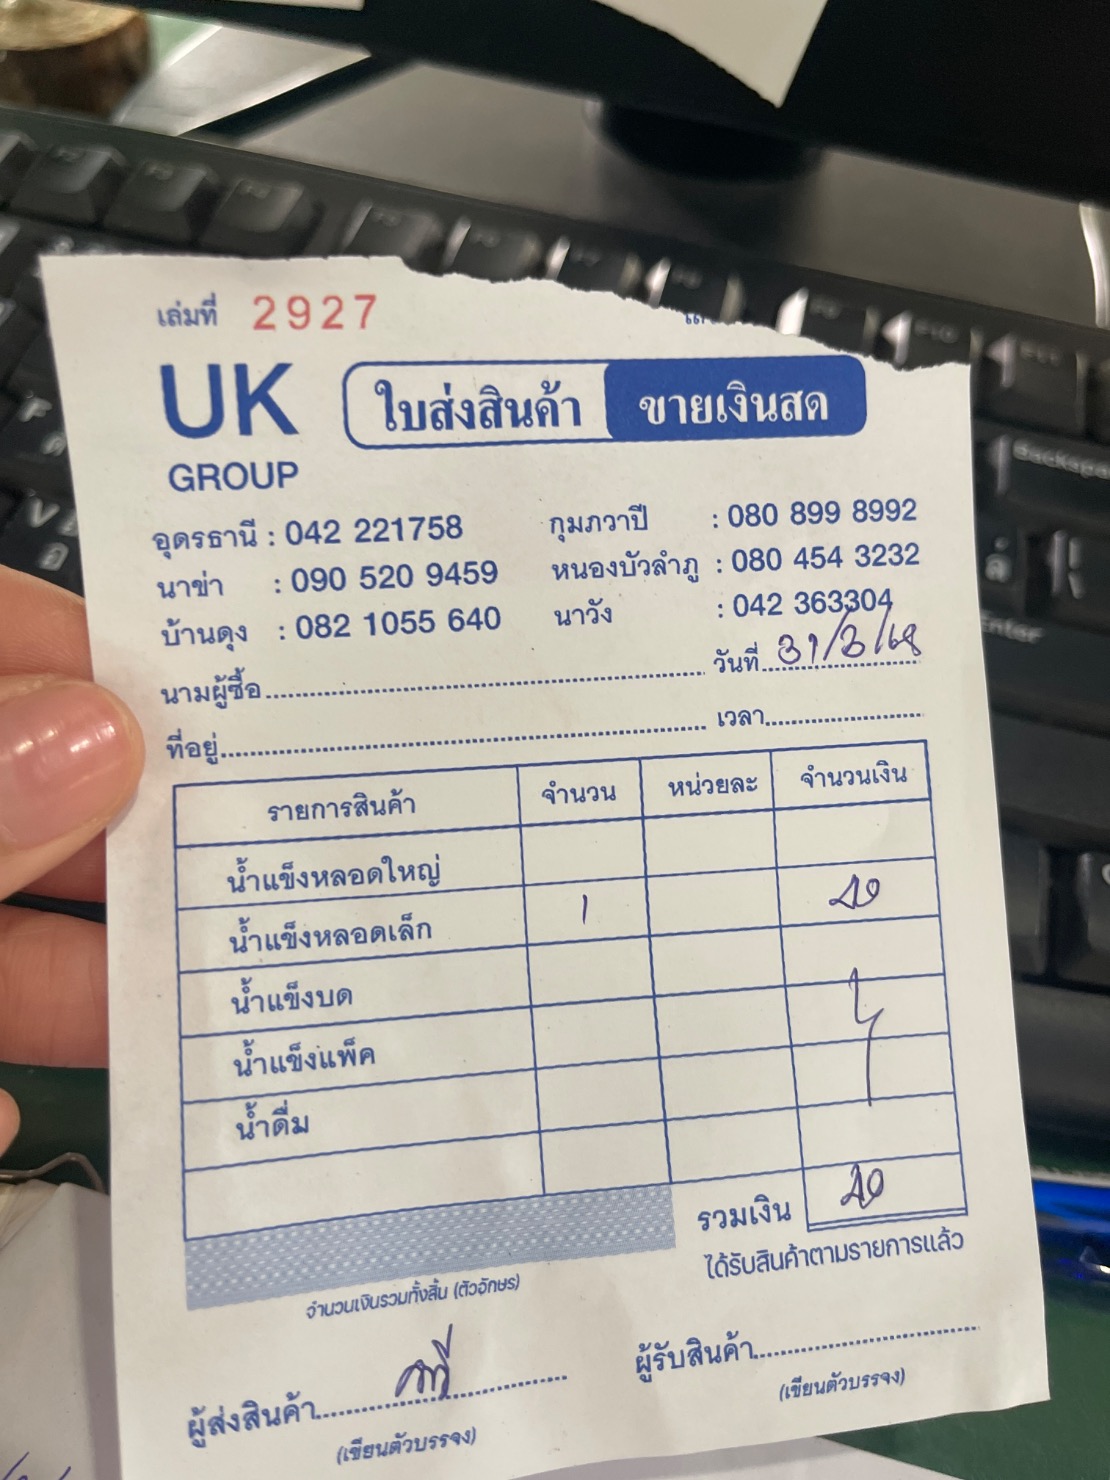 เล่มที่ 2927
UK
GROUP
ใบส่งสินค้า ขายเงินสด
อุดรธานี : 042 221758 กุมภวาปี : 080 899 8992
นาข่า : 090 520 9459 หนองบัวลำภู : 080 454 3232
บ้านดุง : 082 1055 640 นาวัง : 042 363304
นามผู้ซื้อ วันที่ 31/3/68
ที่อยู่ เวลา
รายการสินค้า จำนวน หน่วยละ จำนวนเงิน
น้ำแข็งหลอดใหญ่
น้ำแข็งหลอดเล็ก 1 40
น้ำแข็งบด
น้ำแข็งแพ็ค
น้ำดื่ม
รวมเงิน 40
ได้รับสินค้าตามรายการแล้ว
จำนวนเงินรวมทั้งสิ้น (ตัวอักษร)
ผู้ส่งสินค้า ผู้รับสินค้า
(เขียนตัวบรรจง) (เขียนตัวบรรจง)
Backspa
Enter